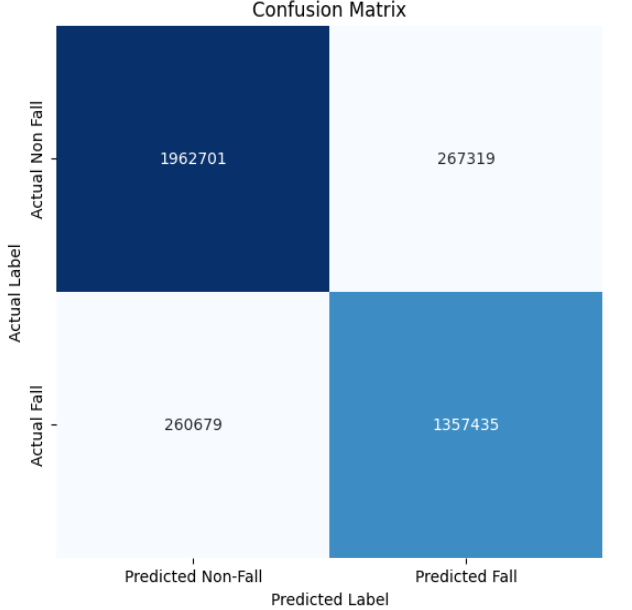 Confusion Matrix
Actual Label
Actual Non Fall
1962701
267319
Actual Fall
260679
1357435
Predicted Non-Fall
Predicted Fall
Predicted Label